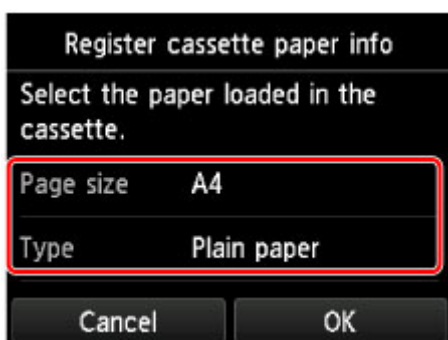 Register cassette paper info
Select the paper loaded in the
cassette.
Page size A4
Type Plain paper
Cancel OK